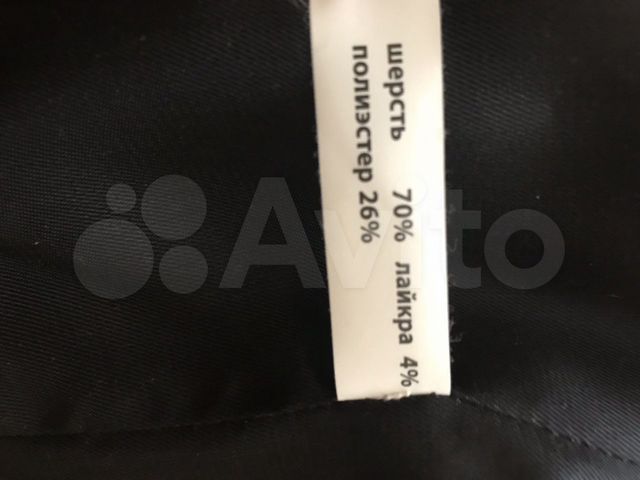 шерсть 70% лайкра 4%
полиэстер 26%
Avito